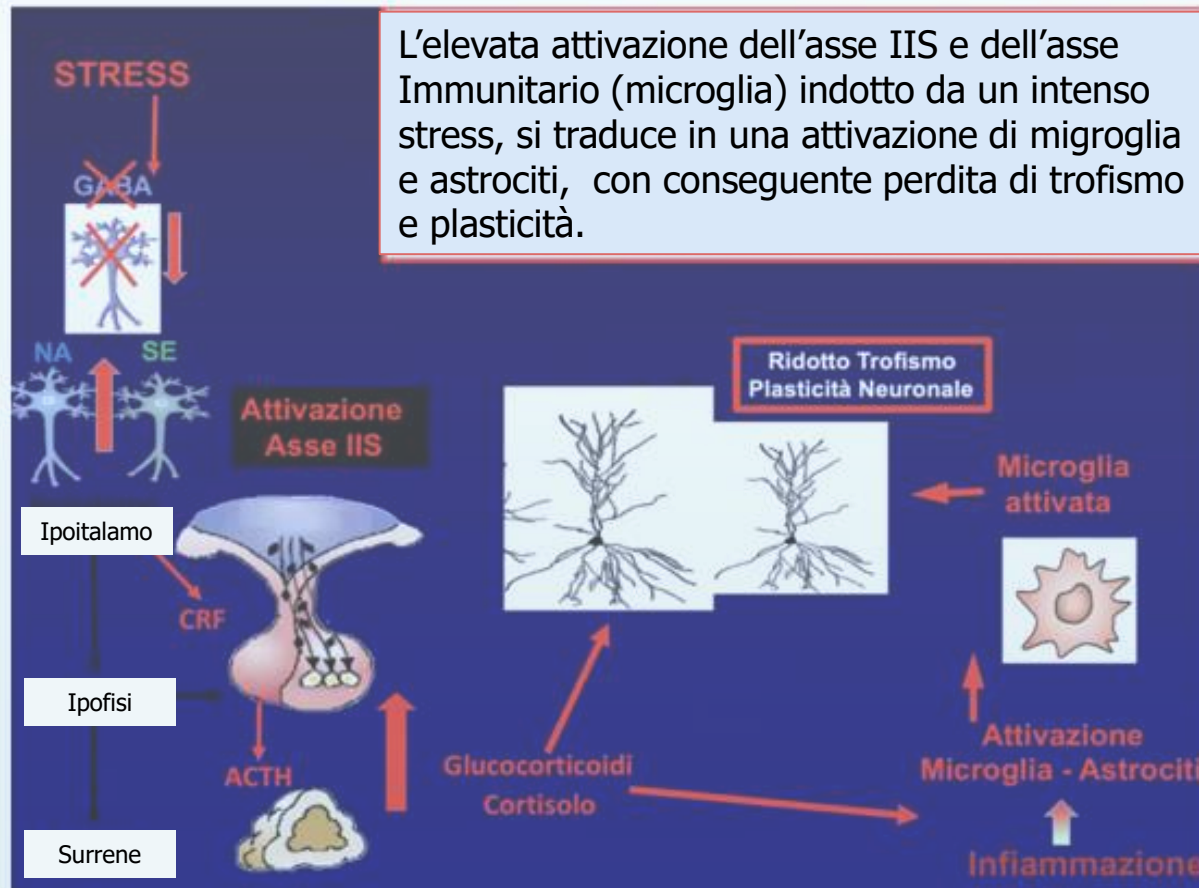 L’elevata attivazione dell’asse IIS e dell’asse
Immunitario (microglia) indotto da un intenso
stress, si traduce in una attivazione di migroglia
e astrociti,  con conseguente perdita di trofismo
e plasticità.
STRESS
GABA
NA
SE
Attivazione
Asse IIS
Ridotto Trofismo
Plasticità Neuronale
Microglia
attivata
Ipoitalamo
CRF
Ipofisi
ACTH
Glucocorticoidi
Cortisolo
Attivazione
Microglia - Astrociti
Surrene
Infiammazione